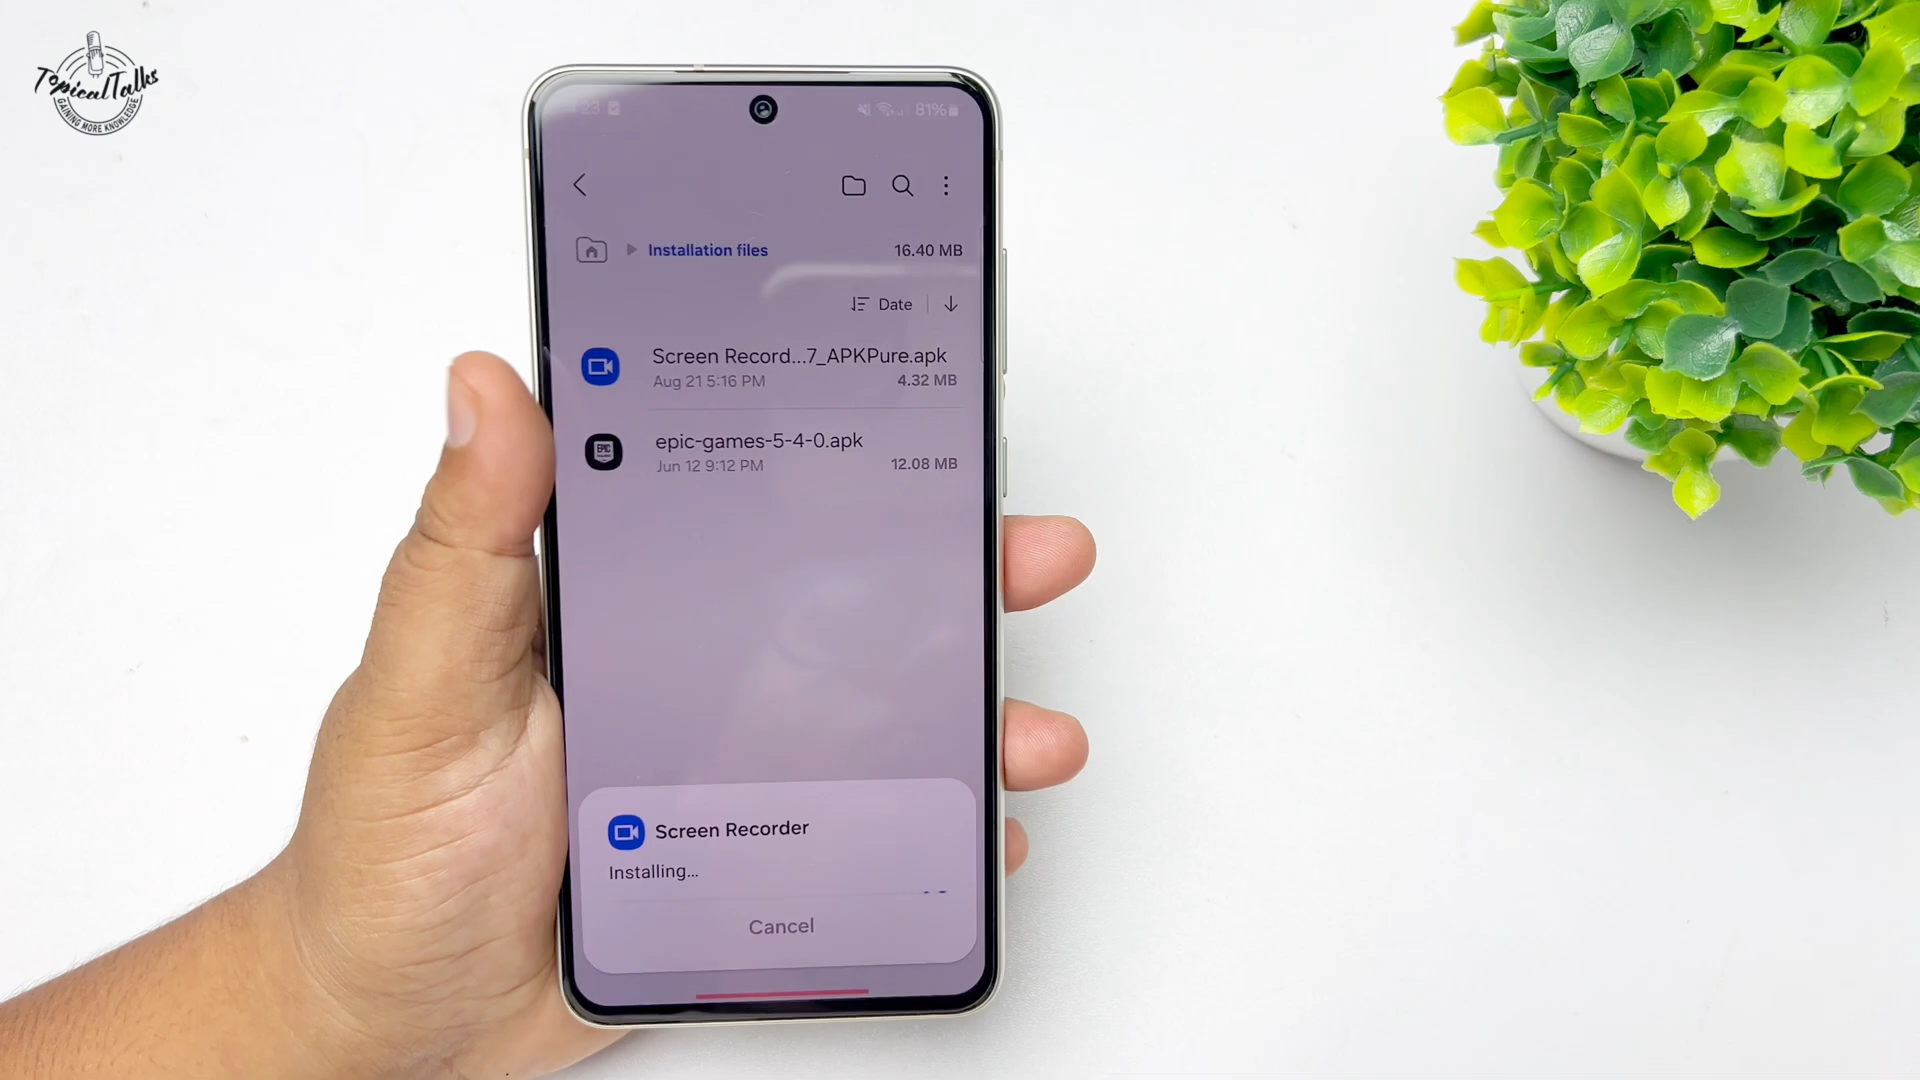 TopicalTalks
GAINING MORE KNOWLEDGE
23
81%
Installation files
16.40 MB
Date
Screen Record...7_APKPure.apk
Aug 21 5:16 PM
4.32 MB
EPIC
epic-games-5-4-0.apk
Jun 12 9:12 PM
12.08 MB
Screen Recorder
Installing...
Cancel